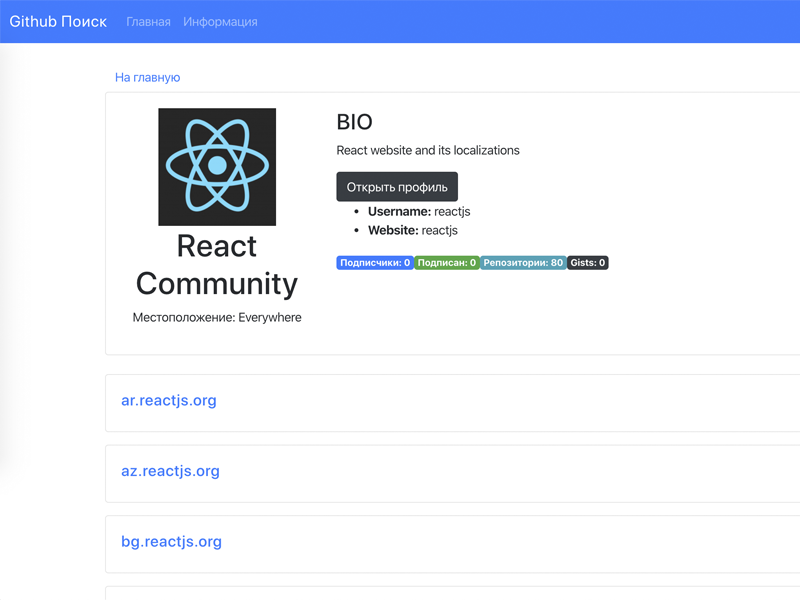 Github Поиск Главная Информация
На главную
React
Community
Местоположение: Everywhere
BIO
React website and its localizations
Открыть профиль
Username: reactjs
Website: reactjs
Подписчики: 0 Подписан: 0 Репозитории: 80 Gists: 0
ar.reactjs.org
az.reactjs.org
bg.reactjs.org